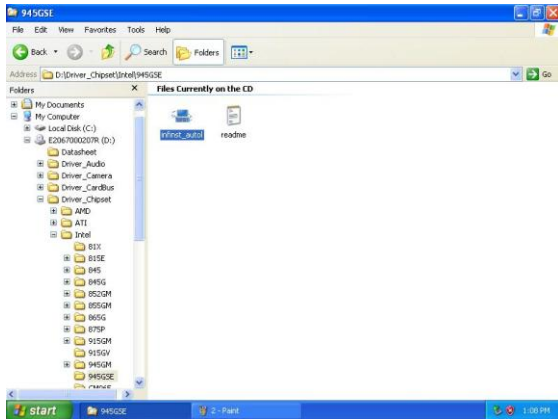 945GSE
File Edit View Favorites Tools Help
Back Search Folders
Address D:\Driver_Chipset\Intel\945GSE Go
Folders
My Documents
My Computer
Local Disk (C:)
E2067000207R (D:)
Datasheet
Driver_Audio
Driver_Camera
Driver_CardBus
Driver_Chipset
AMD
ATI
Intel
81X
815E
845
845G
852GM
855GM
865G
875P
915GM
915GV
945GM
945GSE
Files Currently on the CD
infinst_autol readme
start 945GSE 2 - Paint 1:08 PM